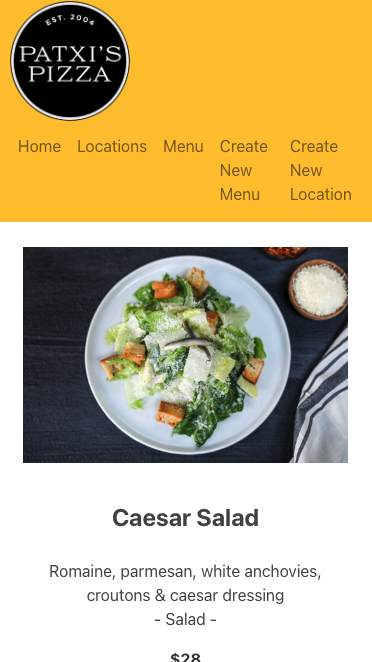 EST. 2004
PATXI'S
PIZZA
Home Locations Menu Create New Menu Create New Location
Caesar Salad
Romaine, parmesan, white anchovies,
croutons & caesar dressing
- Salad -
$28